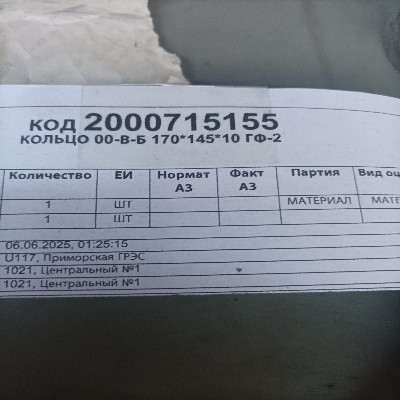 КОД 2000715155
КОЛЬЦО 00-В-Б 170*145*10 ГФ-2
Количество ЕИ Нормат АЗ Факт АЗ Партия Вид оц
1 ШТ МАТЕРИАЛ МАТЕ
1 ШТ
06.06.2025, 01:25:15
U117, Приморская ГРЭС
1021, Центральный №1
1021, Центральный №1